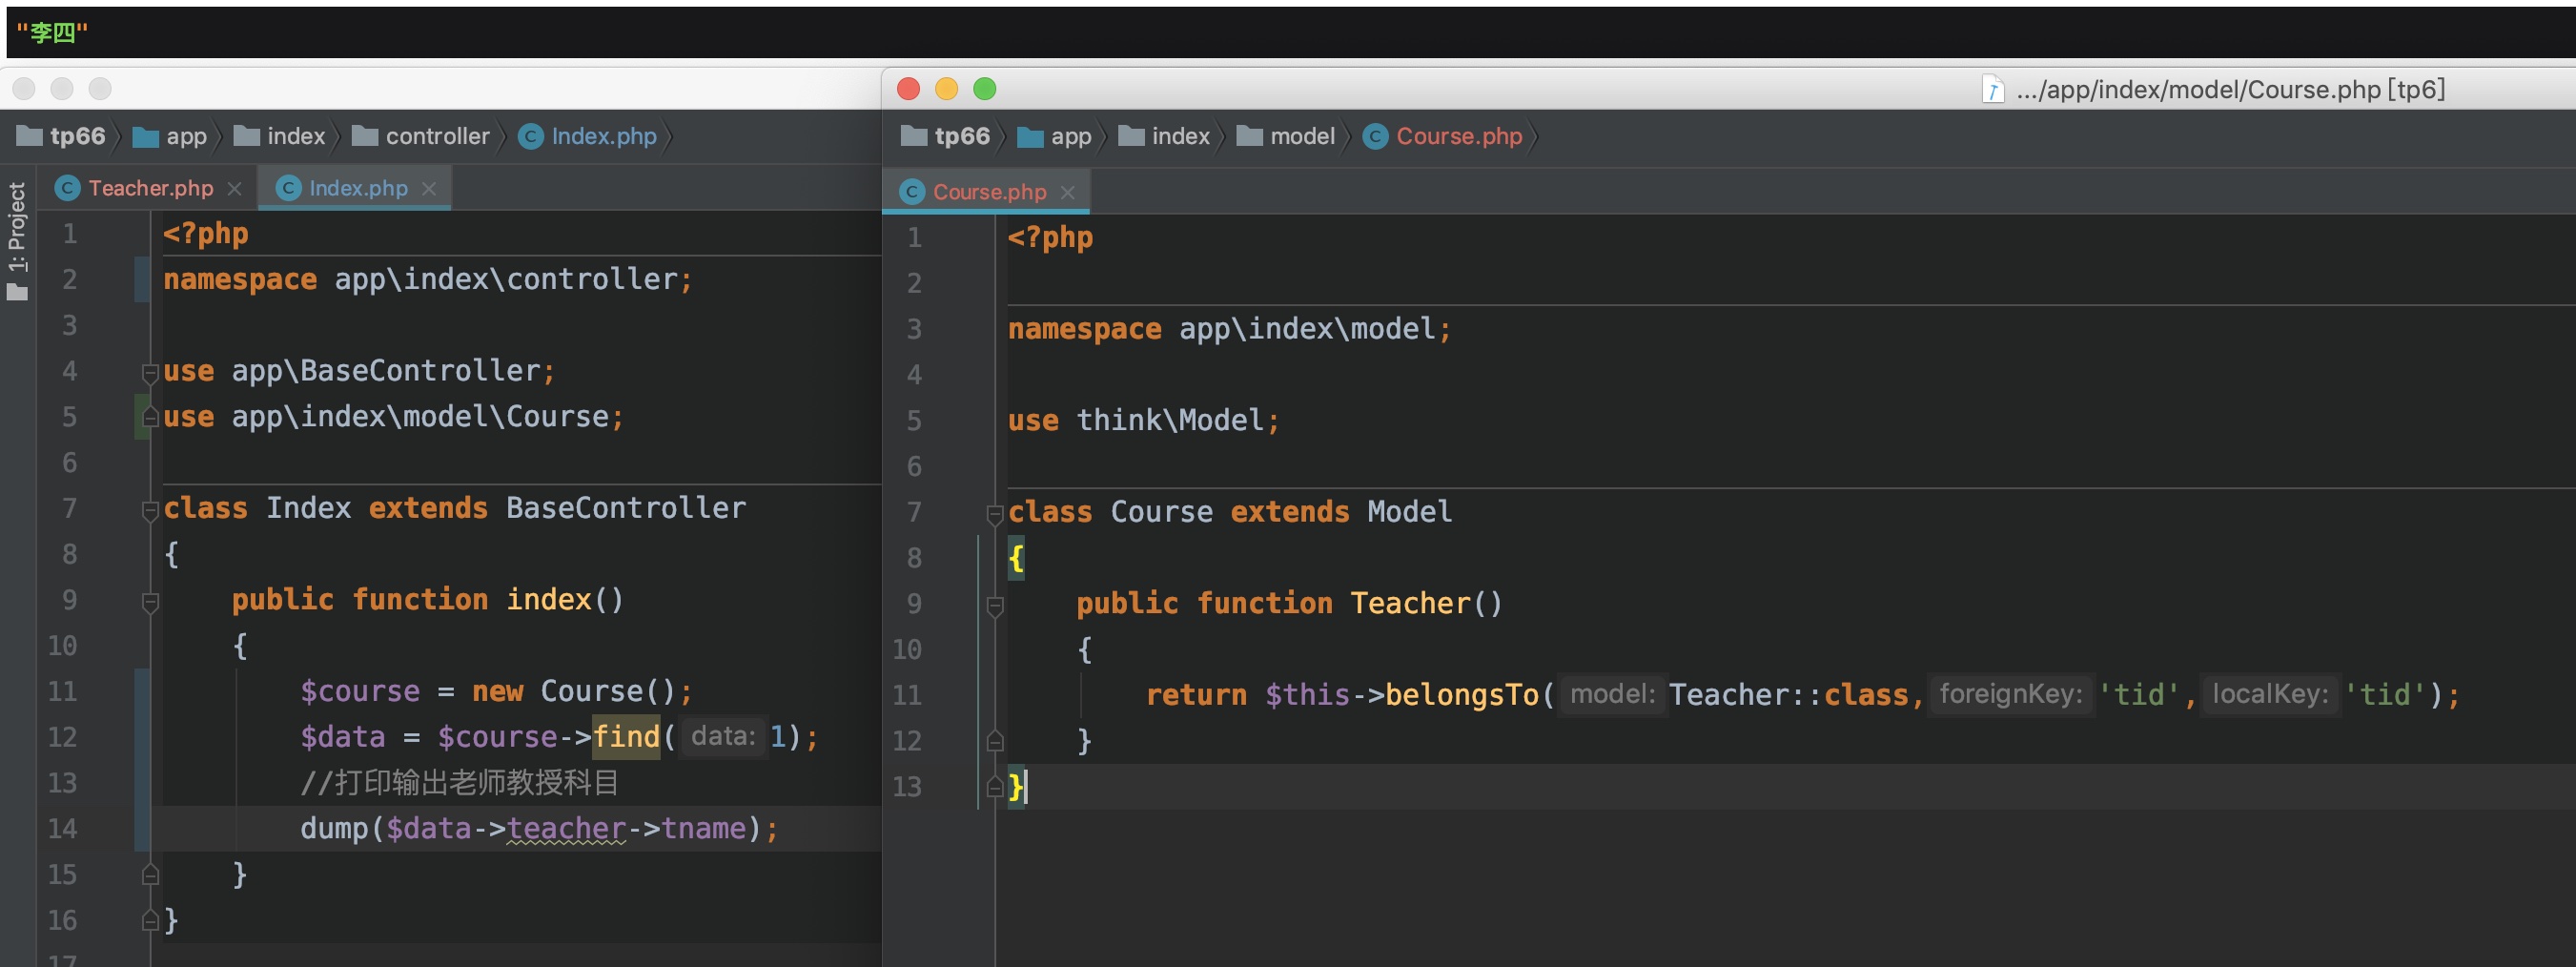 "李四"
.../app/index/model/Course.php [tp6]
tp66 app index controller Index.php
tp66 app index model Course.php
1: Project
Teacher.php Index.php
Course.php
1 <?php
2 namespace app\index\controller;
3
4 use app\BaseController;
5 use app\index\model\Course;
6
7 class Index extends BaseController
8 {
9 public function index()
10 {
11 $course = new Course();
12 $data = $course->find( data: 1);
13 //打印输出老师教授科目
14 dump($data->teacher->tname);
15 }
16 }
17
1 <?php
2
3 namespace app\index\model;
4
5 use think\Model;
6
7 class Course extends Model
8 {
9 public function Teacher()
10 {
11 return $this->belongsTo( model: Teacher::class, foreignKey: 'tid', localKey: 'tid');
12 }
13 }